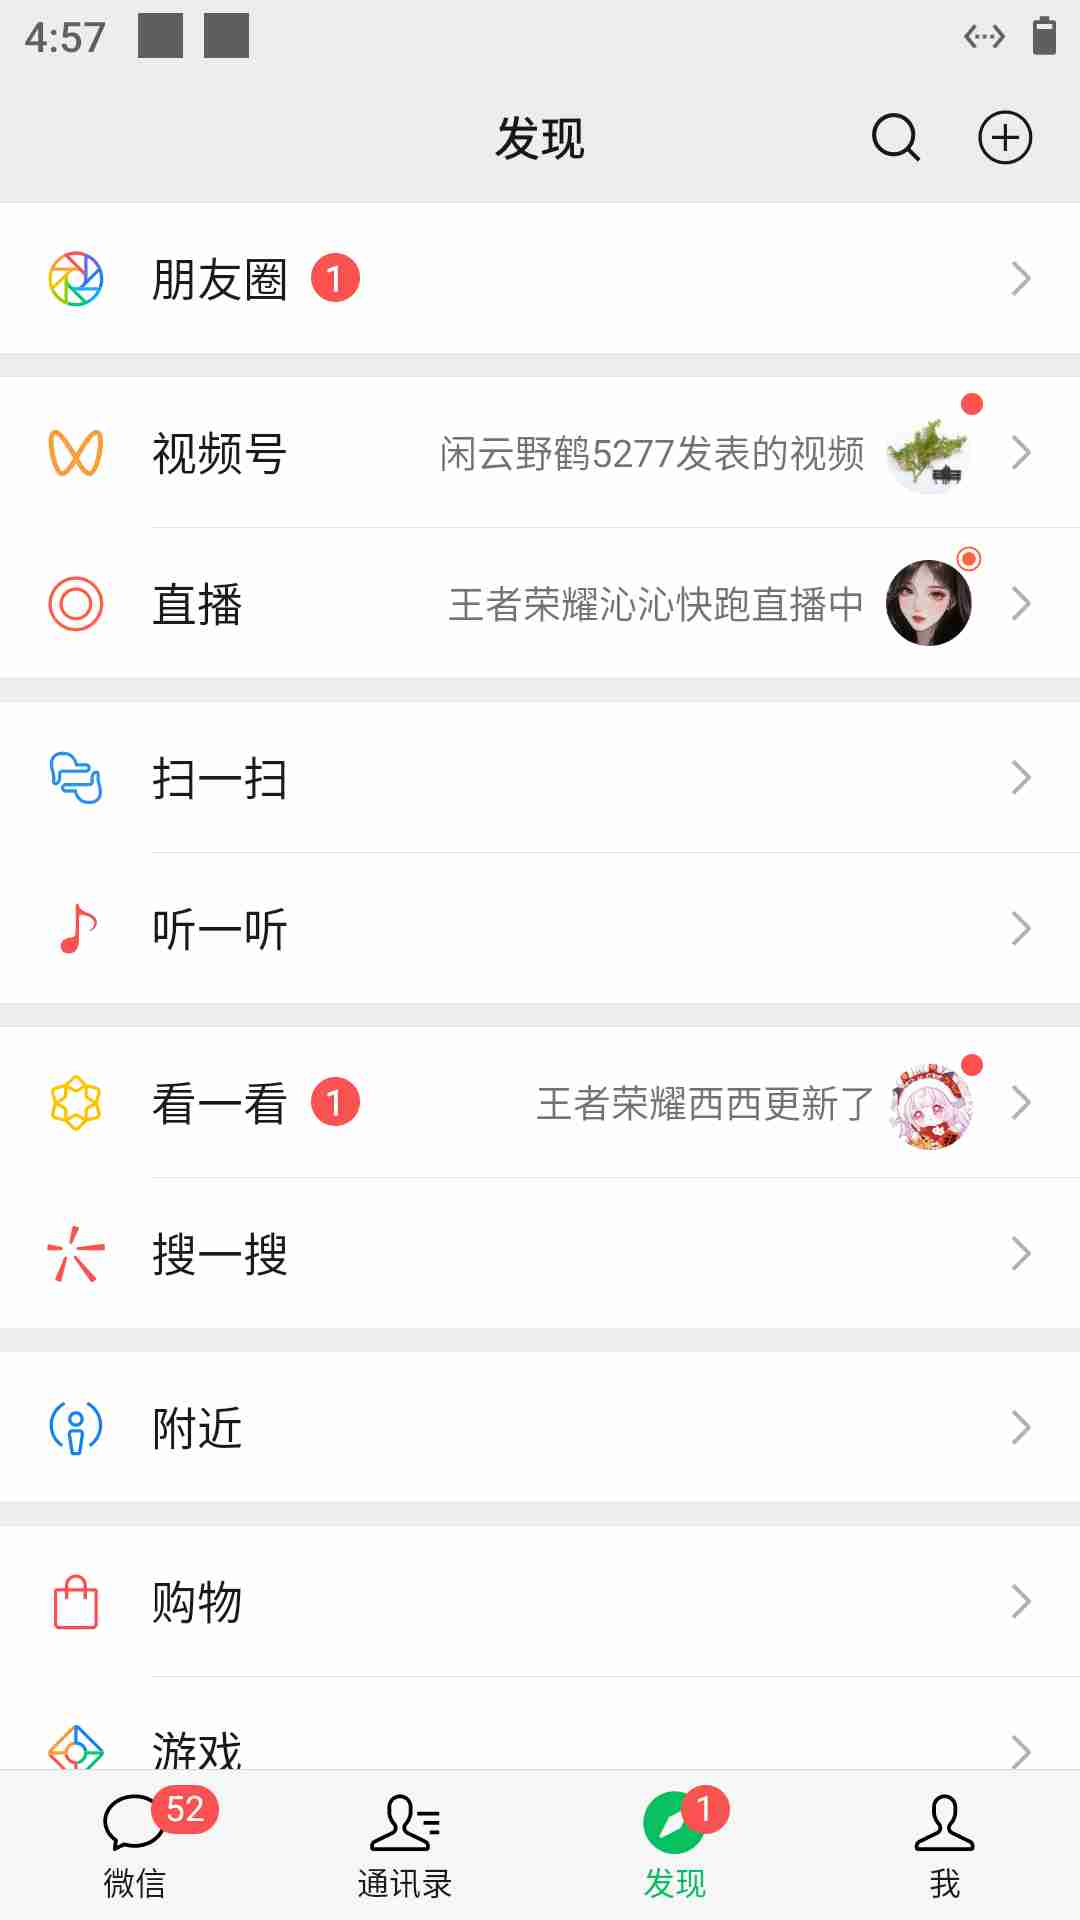 4:57
发现
朋友圈 1
视频号 闲云野鹤5277发表的视频
直播 王者荣耀沁沁快跑直播中
扫一扫
听一听
看一看 1 王者荣耀西西更新了
搜一搜
附近
购物
游戏
52 1
微信 通讯录 发现 我